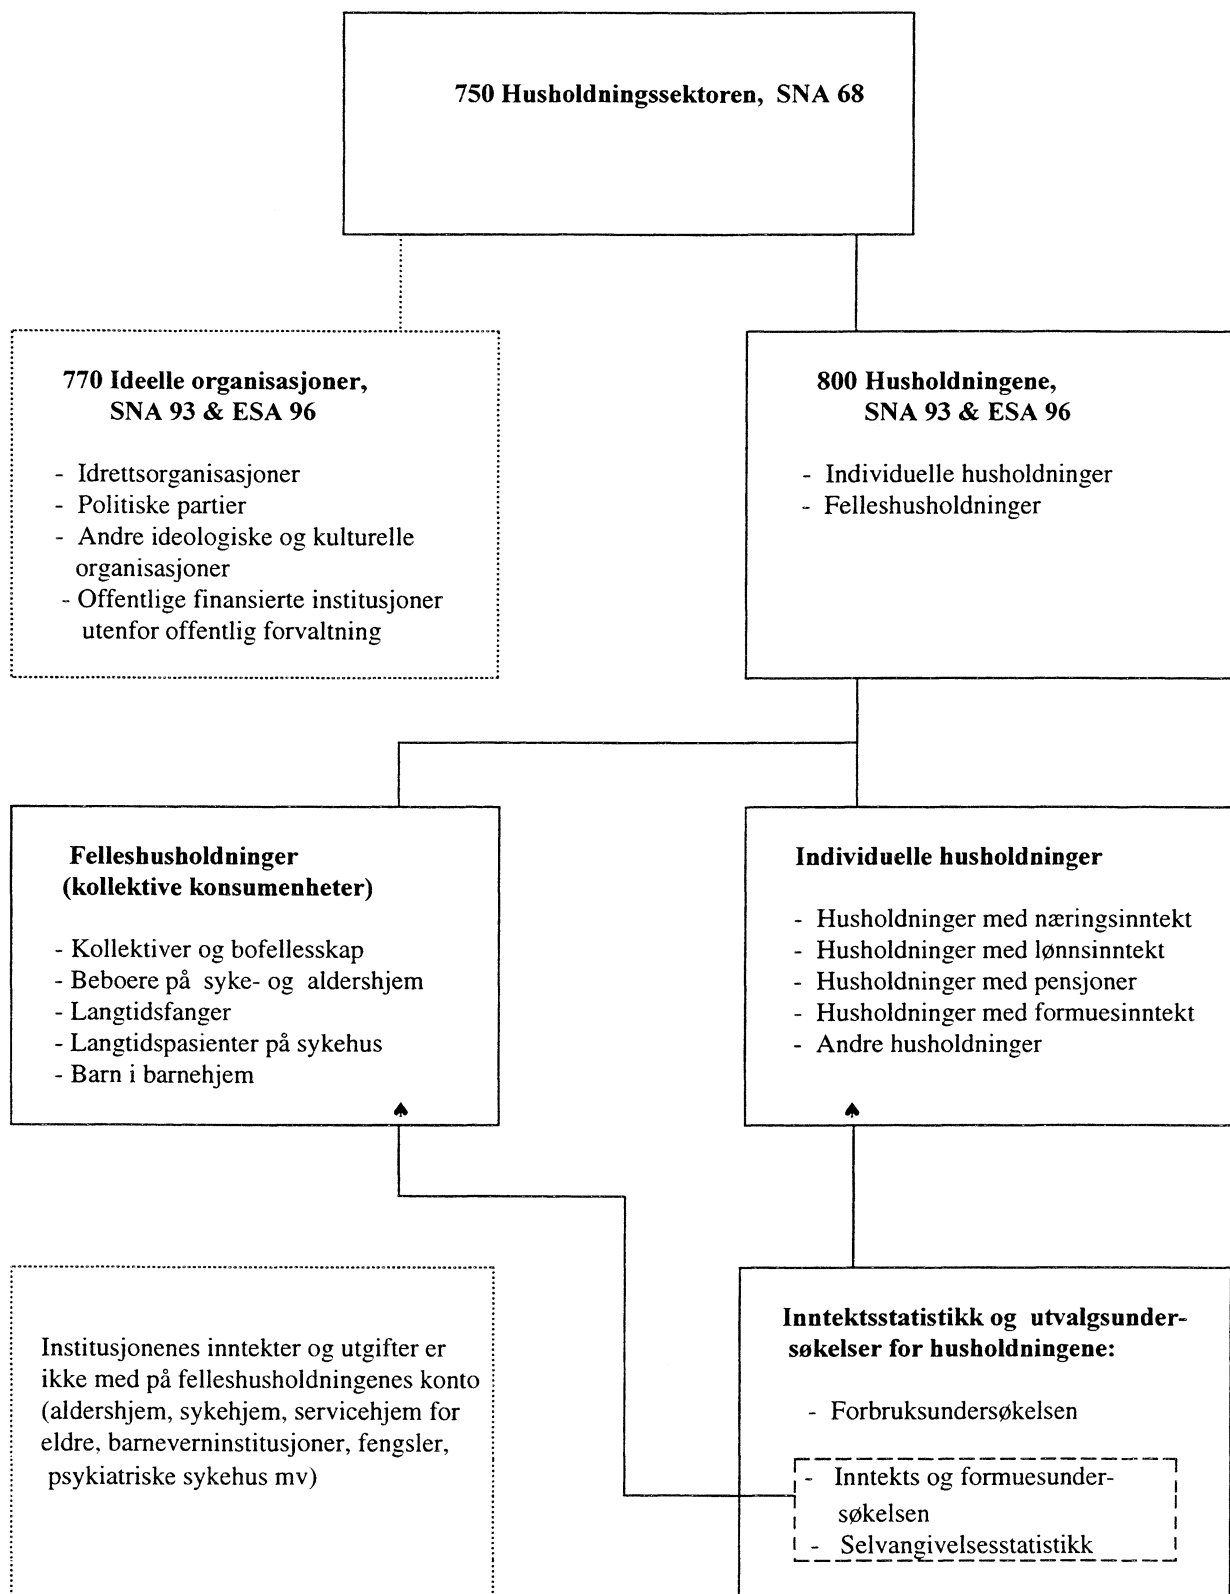 750 Husholdningssektoren, SNA 68
770 Ideelle organisasjoner,
SNA 93 & ESA 96
- Idrettsorganisasjoner
- Politiske partier
- Andre ideologiske og kulturelle
organisasjoner
- Offentlige finansierte institusjoner
utenfor offentlig forvaltning
800 Husholdningene,
SNA 93 & ESA 96
- Individuelle husholdninger
- Felleshusholdninger
Felleshusholdninger
(kollektive konsumenheter)
- Kollektiver og bofellesskap
- Beboere på syke- og aldershjem
- Langtidsfanger
- Langtidspasienter på sykehus
- Barn i barnehjem
Individuelle husholdninger
- Husholdninger med næringsinntekt
- Husholdninger med lønnsinntekt
- Husholdninger med pensjoner
- Husholdninger med formuesinntekt
- Andre husholdninger
Institusjonenes inntekter og utgifter er
ikke med på felleshusholdningenes konto
(aldershjem, sykehjem, servicehjem for
eldre, barneverninstitusjoner, fengsler,
psykiatriske sykehus mv)
Inntektsstatistikk og utvalgsunder-
søkelser for husholdningene:
- Forbruksundersøkelsen
- Inntekts og formuesunder-
søkelsen
- Selvangivelsesstatistikk